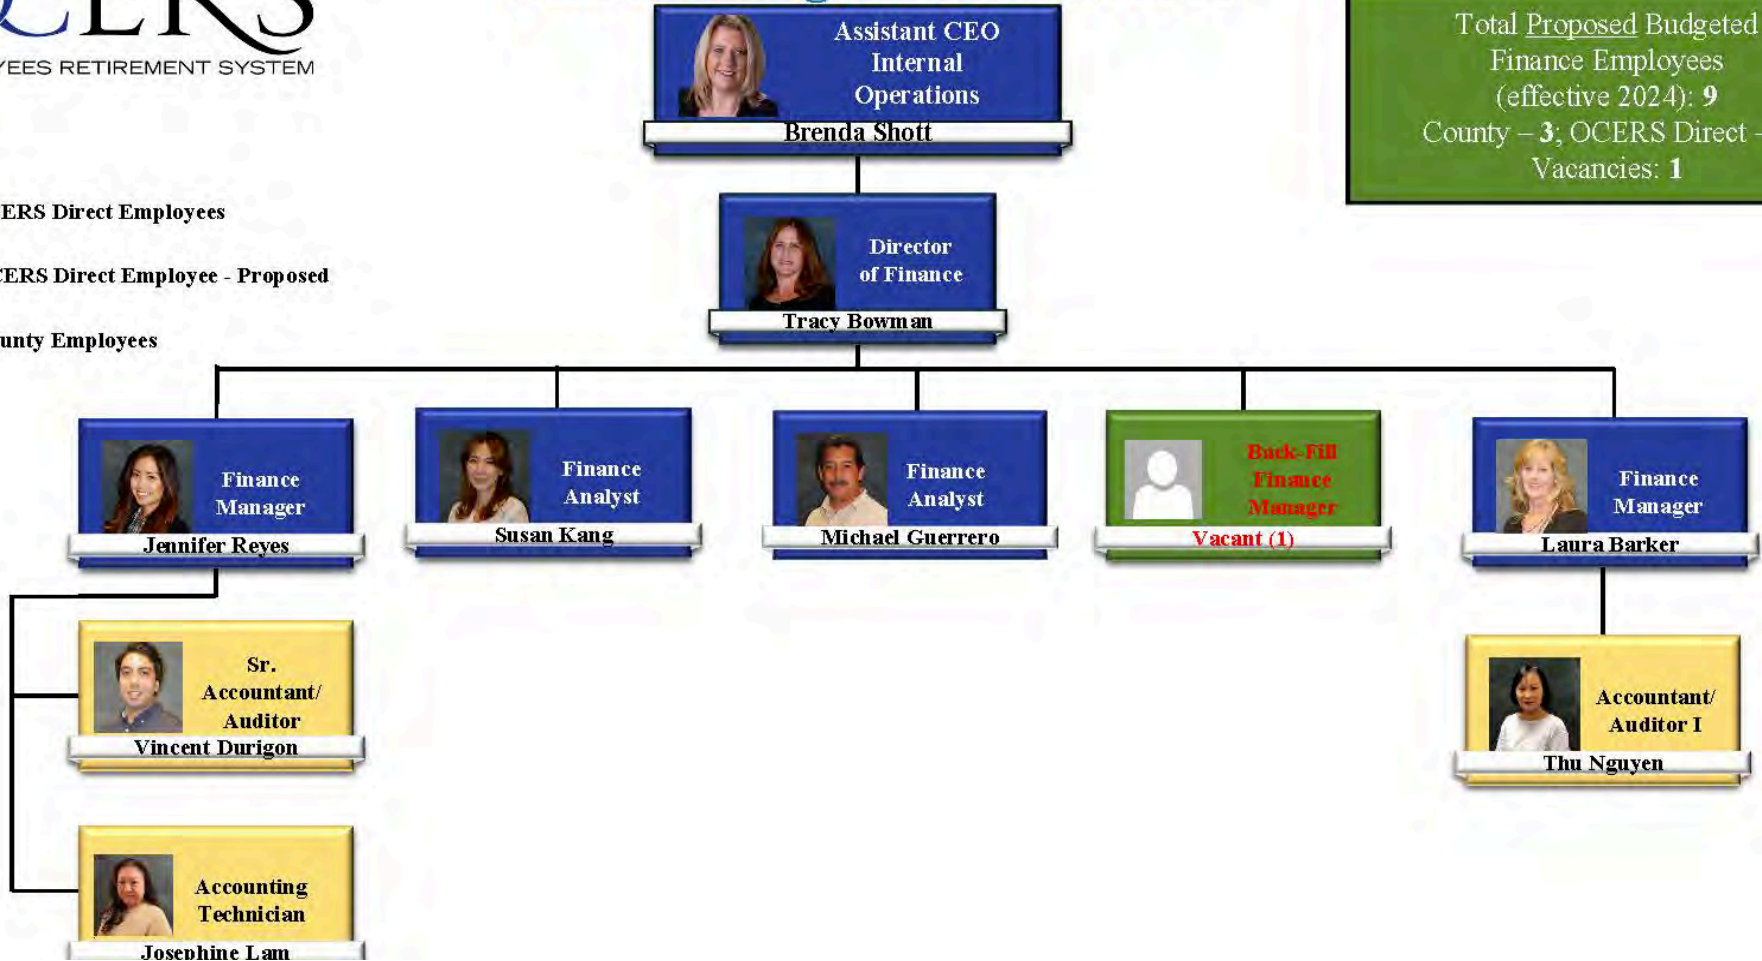 YEES RETIREMENT SYSTEM
Assistant CEO
Internal
Operations
Brenda Shott
Total Proposed Budgeted
Finance Employees
(effective 2024): 9
County – 3; OCERS Direct –
Vacancies: 1
ERS Direct Employees
CERS Direct Employee - Proposed
unty Employees
Director
of Finance
Tracy Bowman
Finance
Manager
Jennifer Reyes
Finance
Analyst
Susan Kang
Finance
Analyst
Michael Guerrero
Back-Fill
Finance
Manager
Vacant (1)
Finance
Manager
Laura Barker
Sr.
Accountant/
Auditor
Vincent Durigon
Accountant/
Auditor I
Thu Nguyen
Accounting
Technician
Josephine Lam